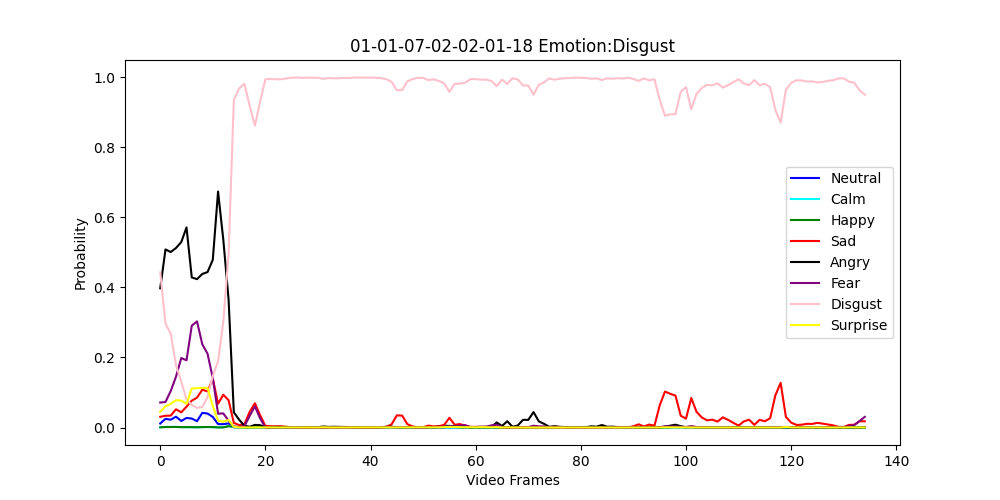 01-01-07-02-02-01-18 Emotion:Disgust
Probability
1.0
0.8
0.6
0.4
0.2
0.0
Neutral
Calm
Happy
Sad
Angry
Fear
Disgust
Surprise
0 20 40 60 80 100 120 140
Video Frames